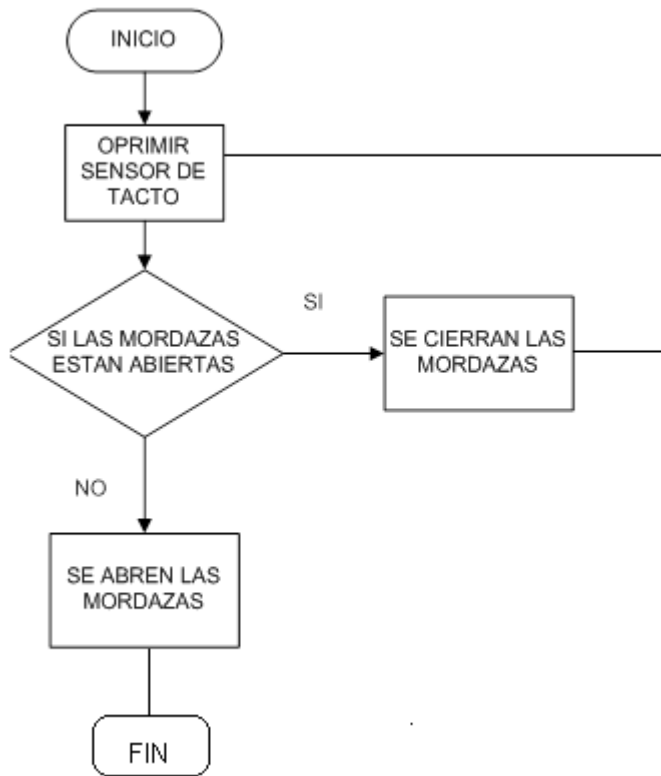 INICIO
OPRIMIR
SENSOR DE
TACTO
SI LAS MORDAZAS
ESTAN ABIERTAS
SI
SE CIERRAN LAS
MORDAZAS
NO
SE ABREN LAS
MORDAZAS
FIN